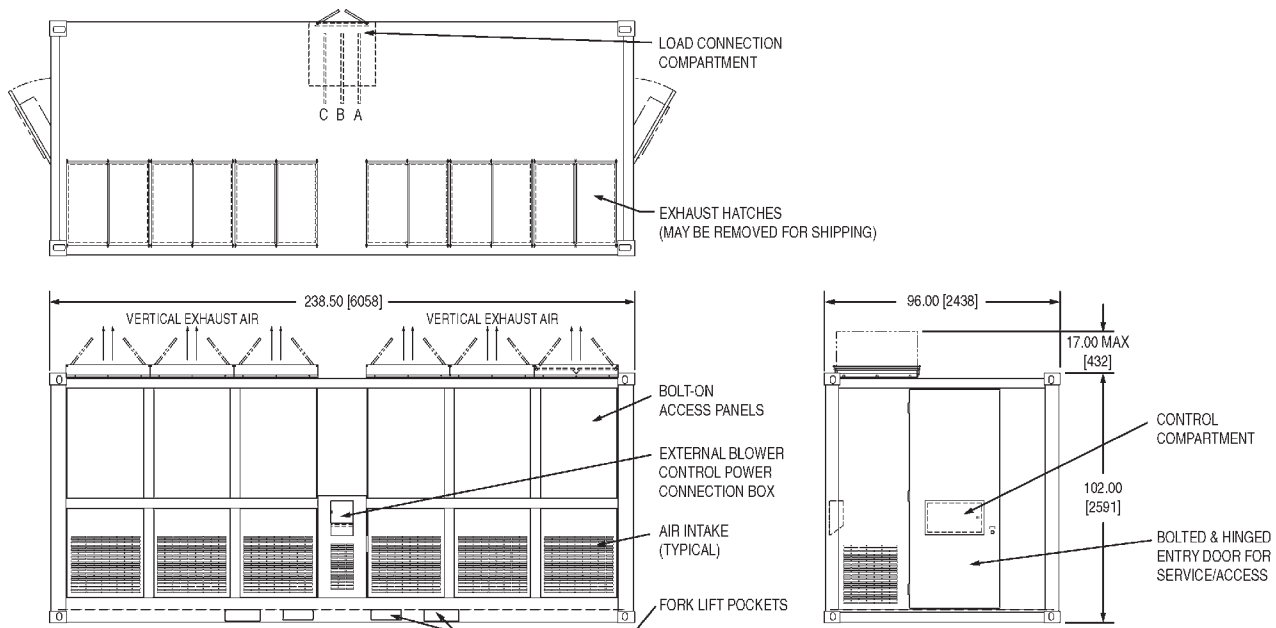 LOAD CONNECTION
COMPARTMENT
C B A
EXHAUST HATCHES
(MAY BE REMOVED FOR SHIPPING)
238.50 [6058]
VERTICAL EXHAUST AIR
VERTICAL EXHAUST AIR
BOLT-ON
ACCESS PANELS
EXTERNAL BLOWER
CONTROL POWER
CONNECTION BOX
AIR INTAKE
(TYPICAL)
FORK LIFT POCKETS
96.00 [2438]
17.00 MAX
[432]
CONTROL
COMPARTMENT
102.00
[2591]
BOLTED & HINGED
ENTRY DOOR FOR
SERVICE/ACCESS